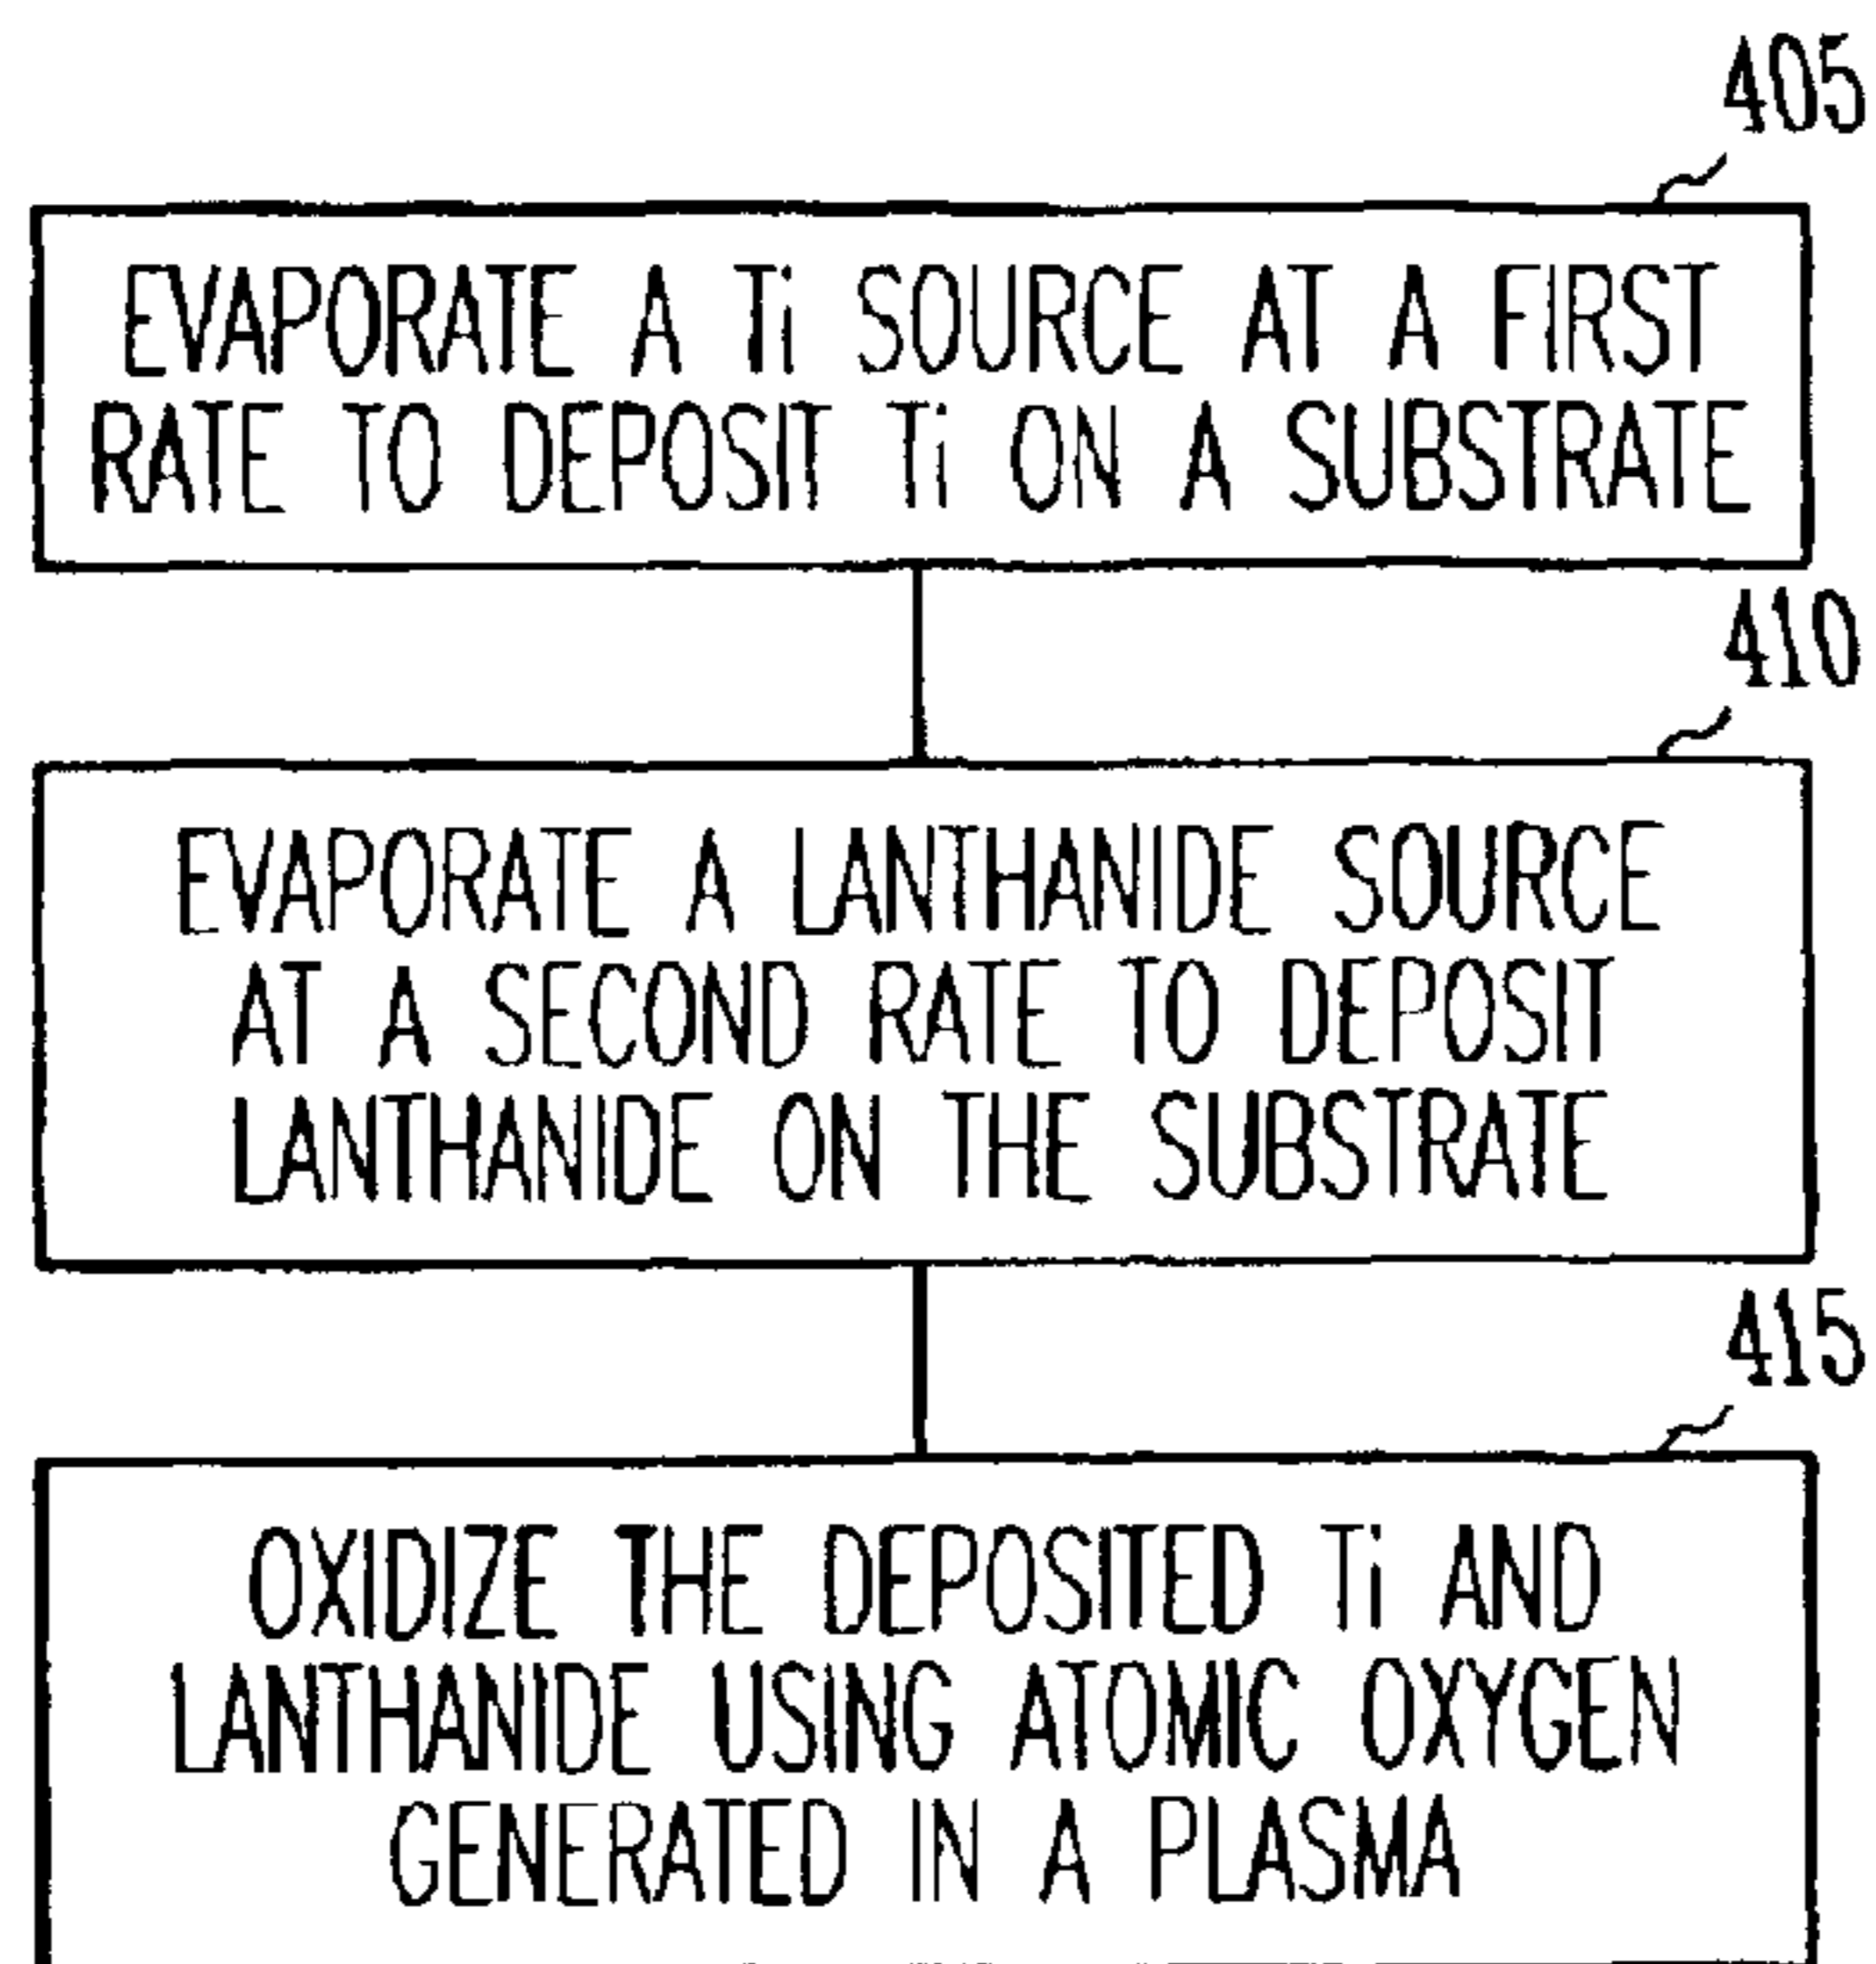 405
EVAPORATE A Ti SOURCE AT A FIRST
RATE TO DEPOSIT Ti ON A SUBSTRATE
410
EVAPORATE A LANTHANIDE SOURCE
AT A SECOND RATE TO DEPOSIT
LANTHANIDE ON THE SUBSTRATE
415
OXIDIZE THE DEPOSITED Ti AND
LANTHANIDE USING ATOMIC OXYGEN
GENERATED IN A PLASMA